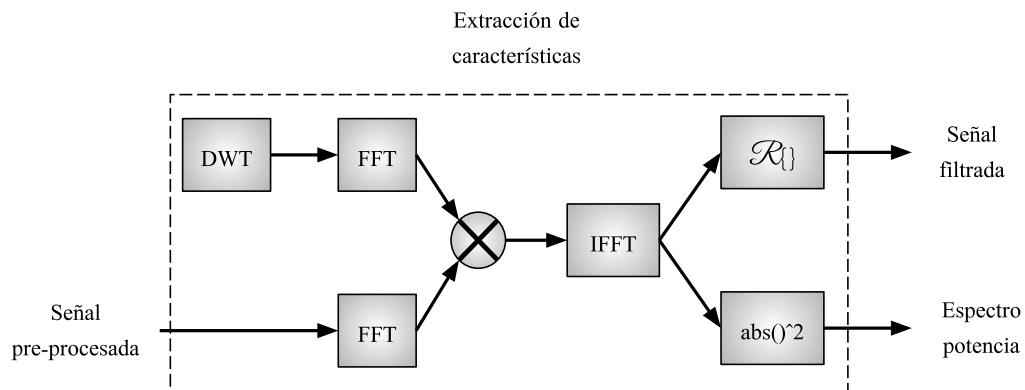 Extracción de
características
DWT
FFT
ℛ{}
Señal
filtrada
IFFT
Señal
pre-procesada
FFT
abs()^2
Espectro
potencia